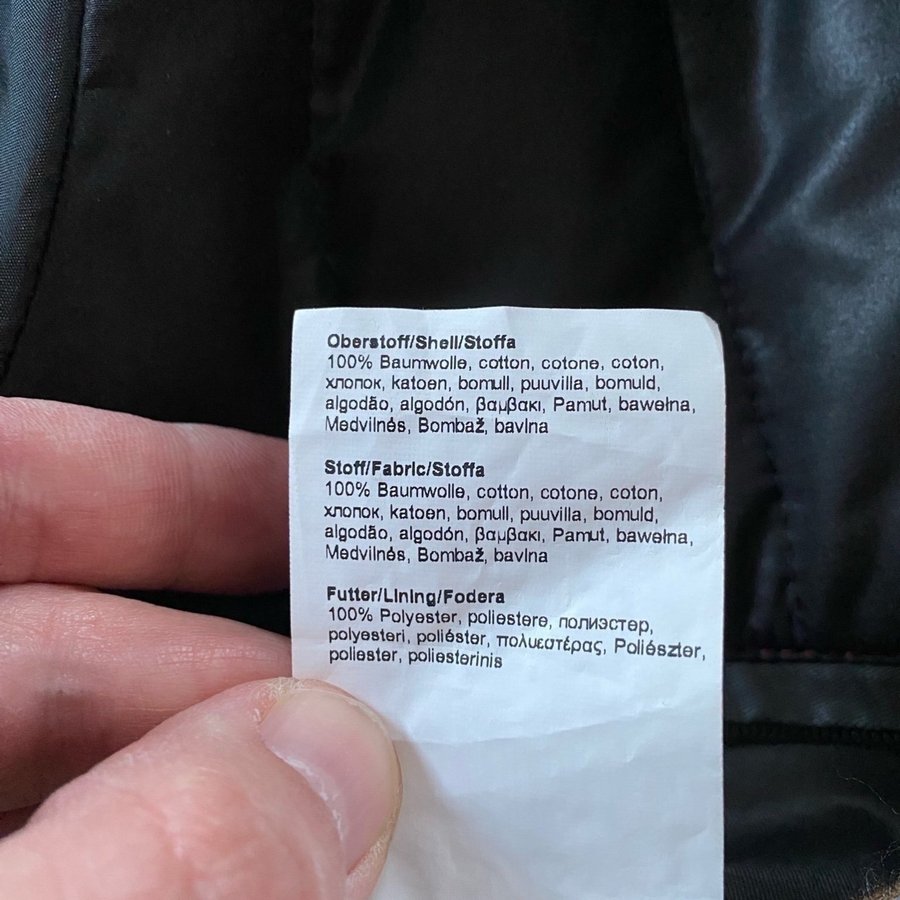 Oberstoff/Shell/Stoffa
100% Baumwolle, cotton, cotone, coton,
хлопок, katoen, bomull, puuvilla, bomuld,
algodão, algodón, βαμβακι, Pamut, bawełna,
Medvilnés, Bombaž, bavlna
Stoff/Fabric/Stoffa
100% Baumwolle, cotton, cotone, coton,
хлопок, katoen, bomull, puuvilla, bomuld,
algodão, algodón, βαμβακι, Pamut, bawełna,
Medvilnés, Bombaž, bavlna
Futter/Lining/Fodera
100% Polyester, poliestere, полиэстер,
polyesteri, poliéster, πολυεστέρας, Poliészter,
poliester, poliesterinis